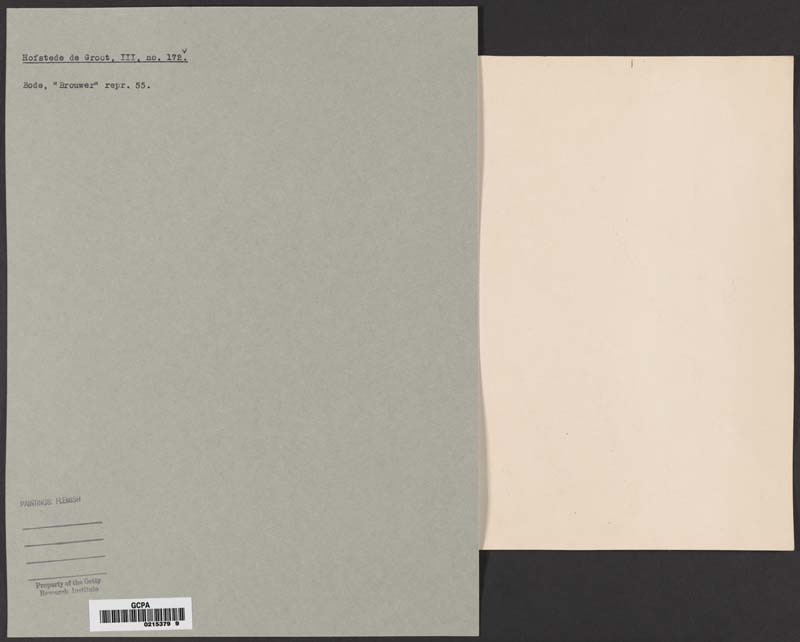 Hofstede de Groot, III, no. 172.
Bode, "Brouwer" repr. 55.
PAINTINGS: FLEMISH
Property of the Getty
Research Institute
GCPA
0215379 9